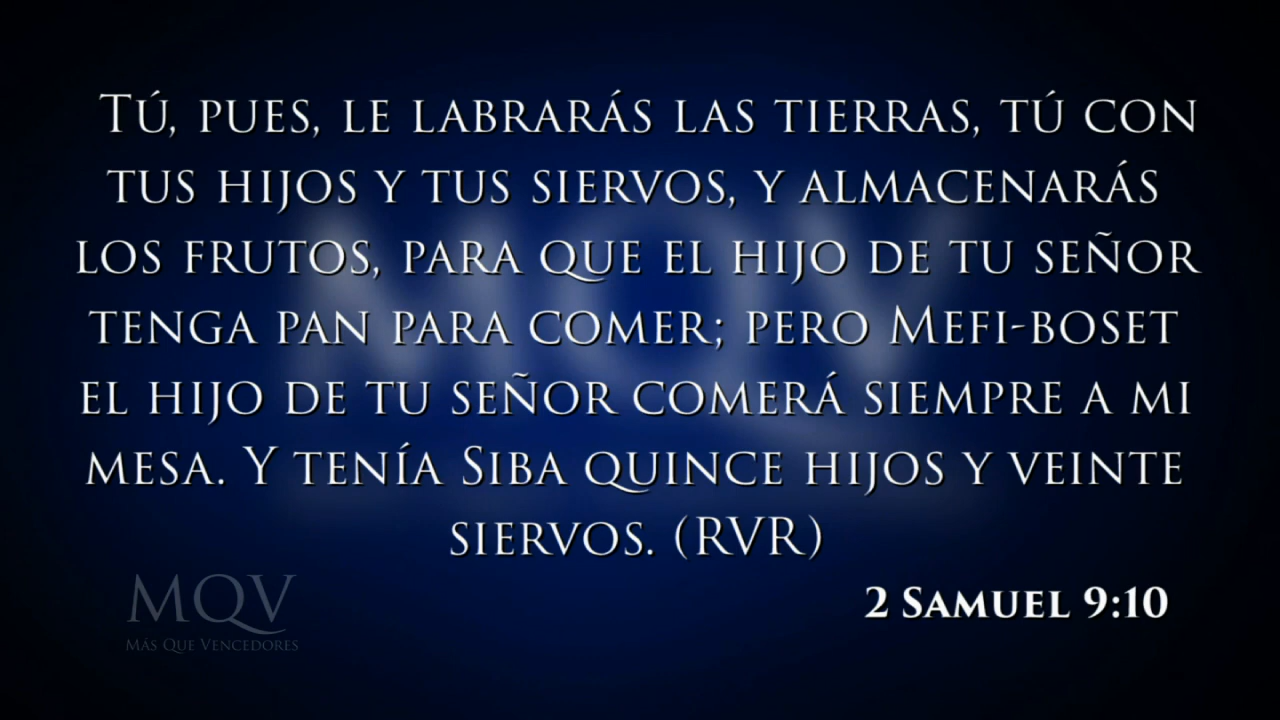 Tú, pues, le labrarás las tierras, tú con
tus hijos y tus siervos, y almacenarás
los frutos, para que el hijo de tu señor
tenga pan para comer; pero Mefi-boset
el hijo de tu señor comerá siempre a mi
mesa. Y tenía Siba quince hijos y veinte
siervos. (RVR)
2 Samuel 9:10
MQV
Más Que Vencedores